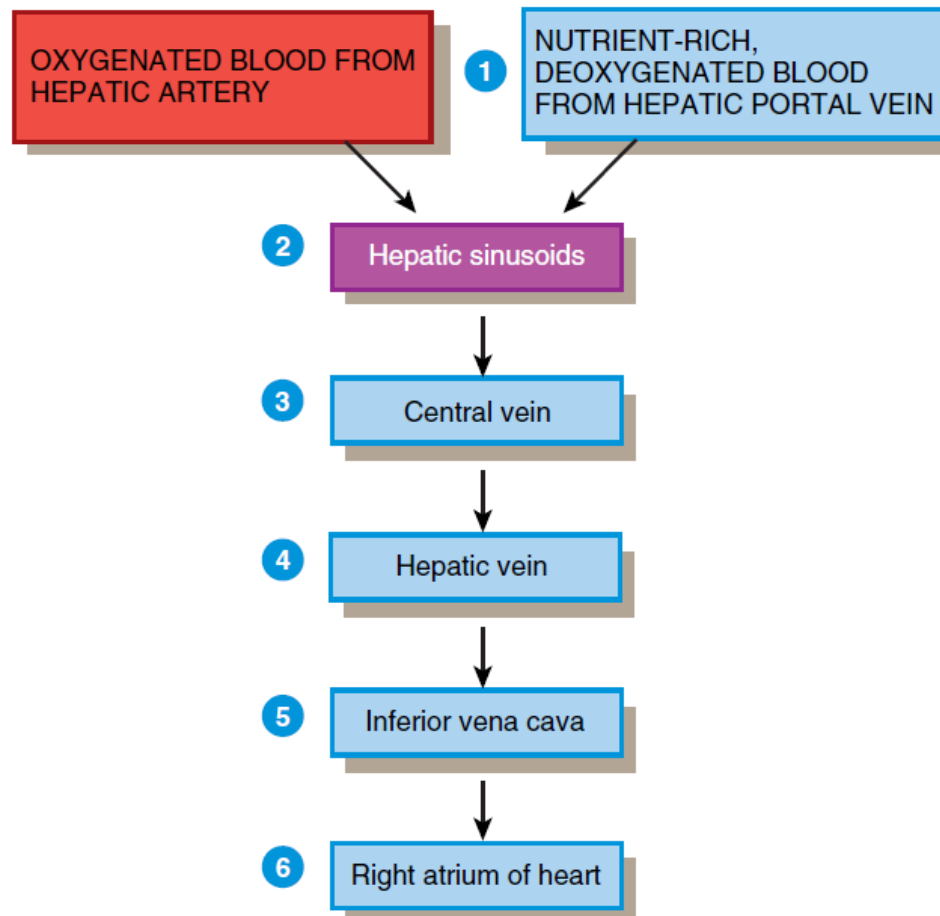 OXYGENATED BLOOD FROM
HEPATIC ARTERY
1
NUTRIENT-RICH,
DEOXYGENATED BLOOD
FROM HEPATIC PORTAL VEIN
2
Hepatic sinusoids
3
Central vein
4
Hepatic vein
5
Inferior vena cava
6
Right atrium of heart